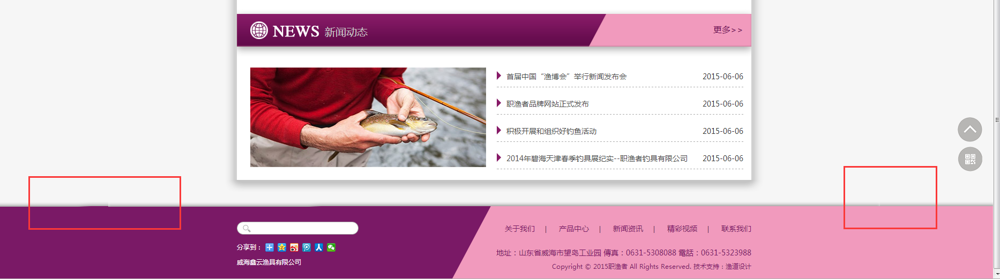 NEWS 新闻动态
更多>>
首届中国“渔博会”举行新闻发布会 2015-06-06
职渔者品牌网站正式发布 2015-06-06
积极开展和组织好钓鱼活动 2015-06-06
2014年碧海天津春季钓具展纪实--职渔者钓具有限公司 2015-06-06
关于我们 | 产品中心 | 新闻资讯 | 精彩视频 | 联系我们
分享到：
地址：山东省威海市望岛工业园 傳真：0631-5308088 電話：0631-5323988
威海鑫云渔具有限公司
Copyright © 2015职渔者 All Rights Reserved. 技术支持：渔道设计